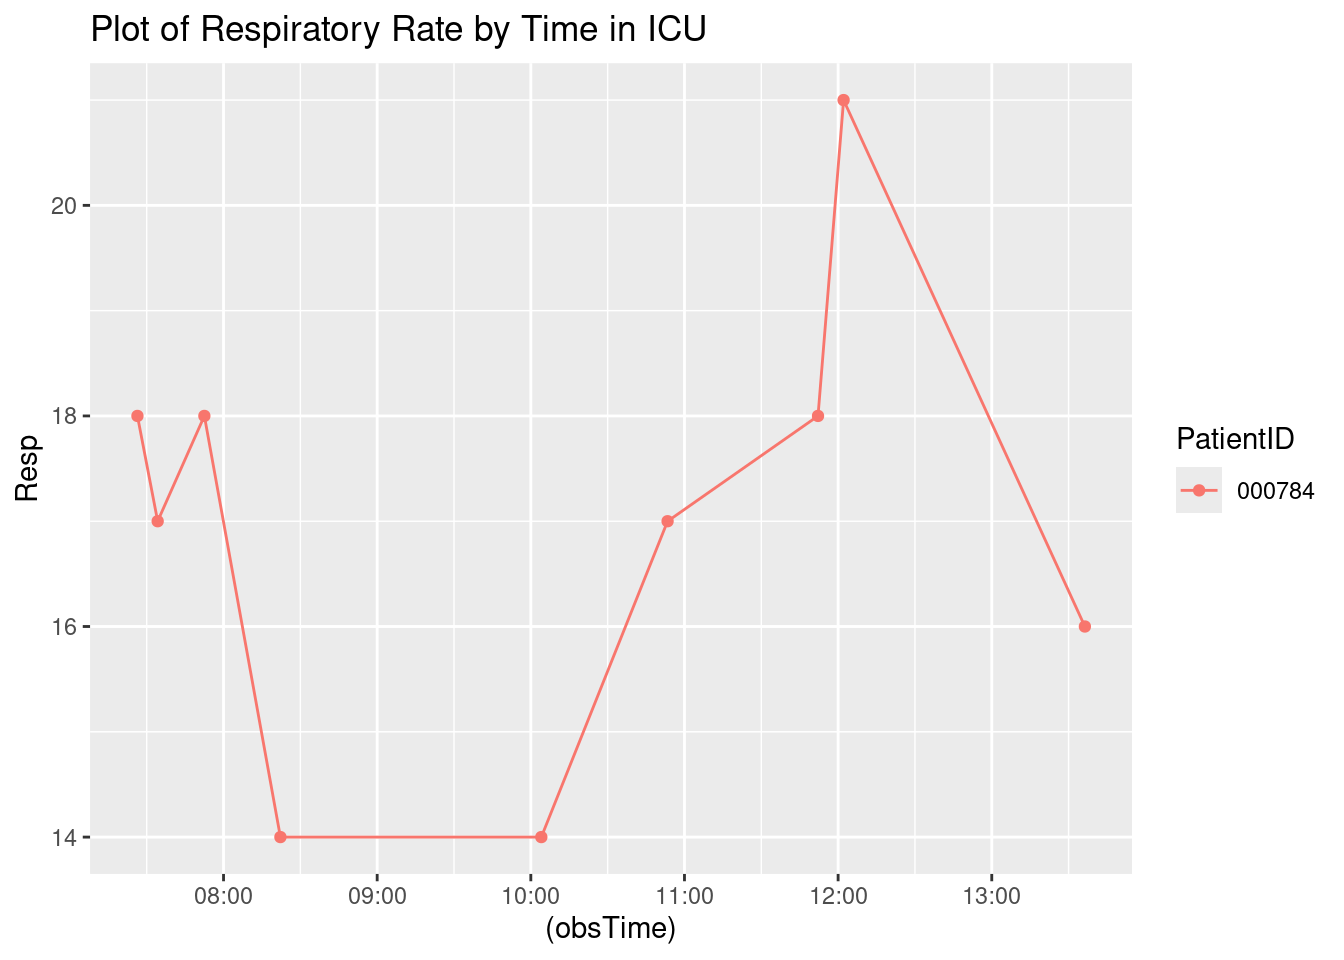 Plot of Respiratory Rate by Time in ICU
20
18
16
14
Resp
08:00 09:00 10:00 11:00 12:00 13:00
(obsTime)
PatientID
000784